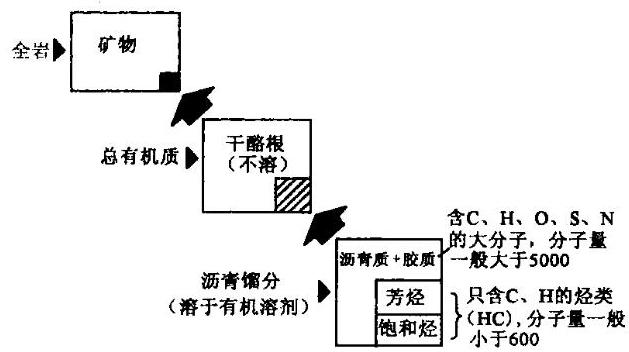 全岩
矿物
总有机质
干酪根
（不溶）
沥青馏分
（溶于有机溶剂）
沥青质+胶质
芳烃
饱和烃
含C、H、O、S、N
的大分子，分子量
一般大于5000
只含C、H的烃类
（HC），分子量一般
小于600